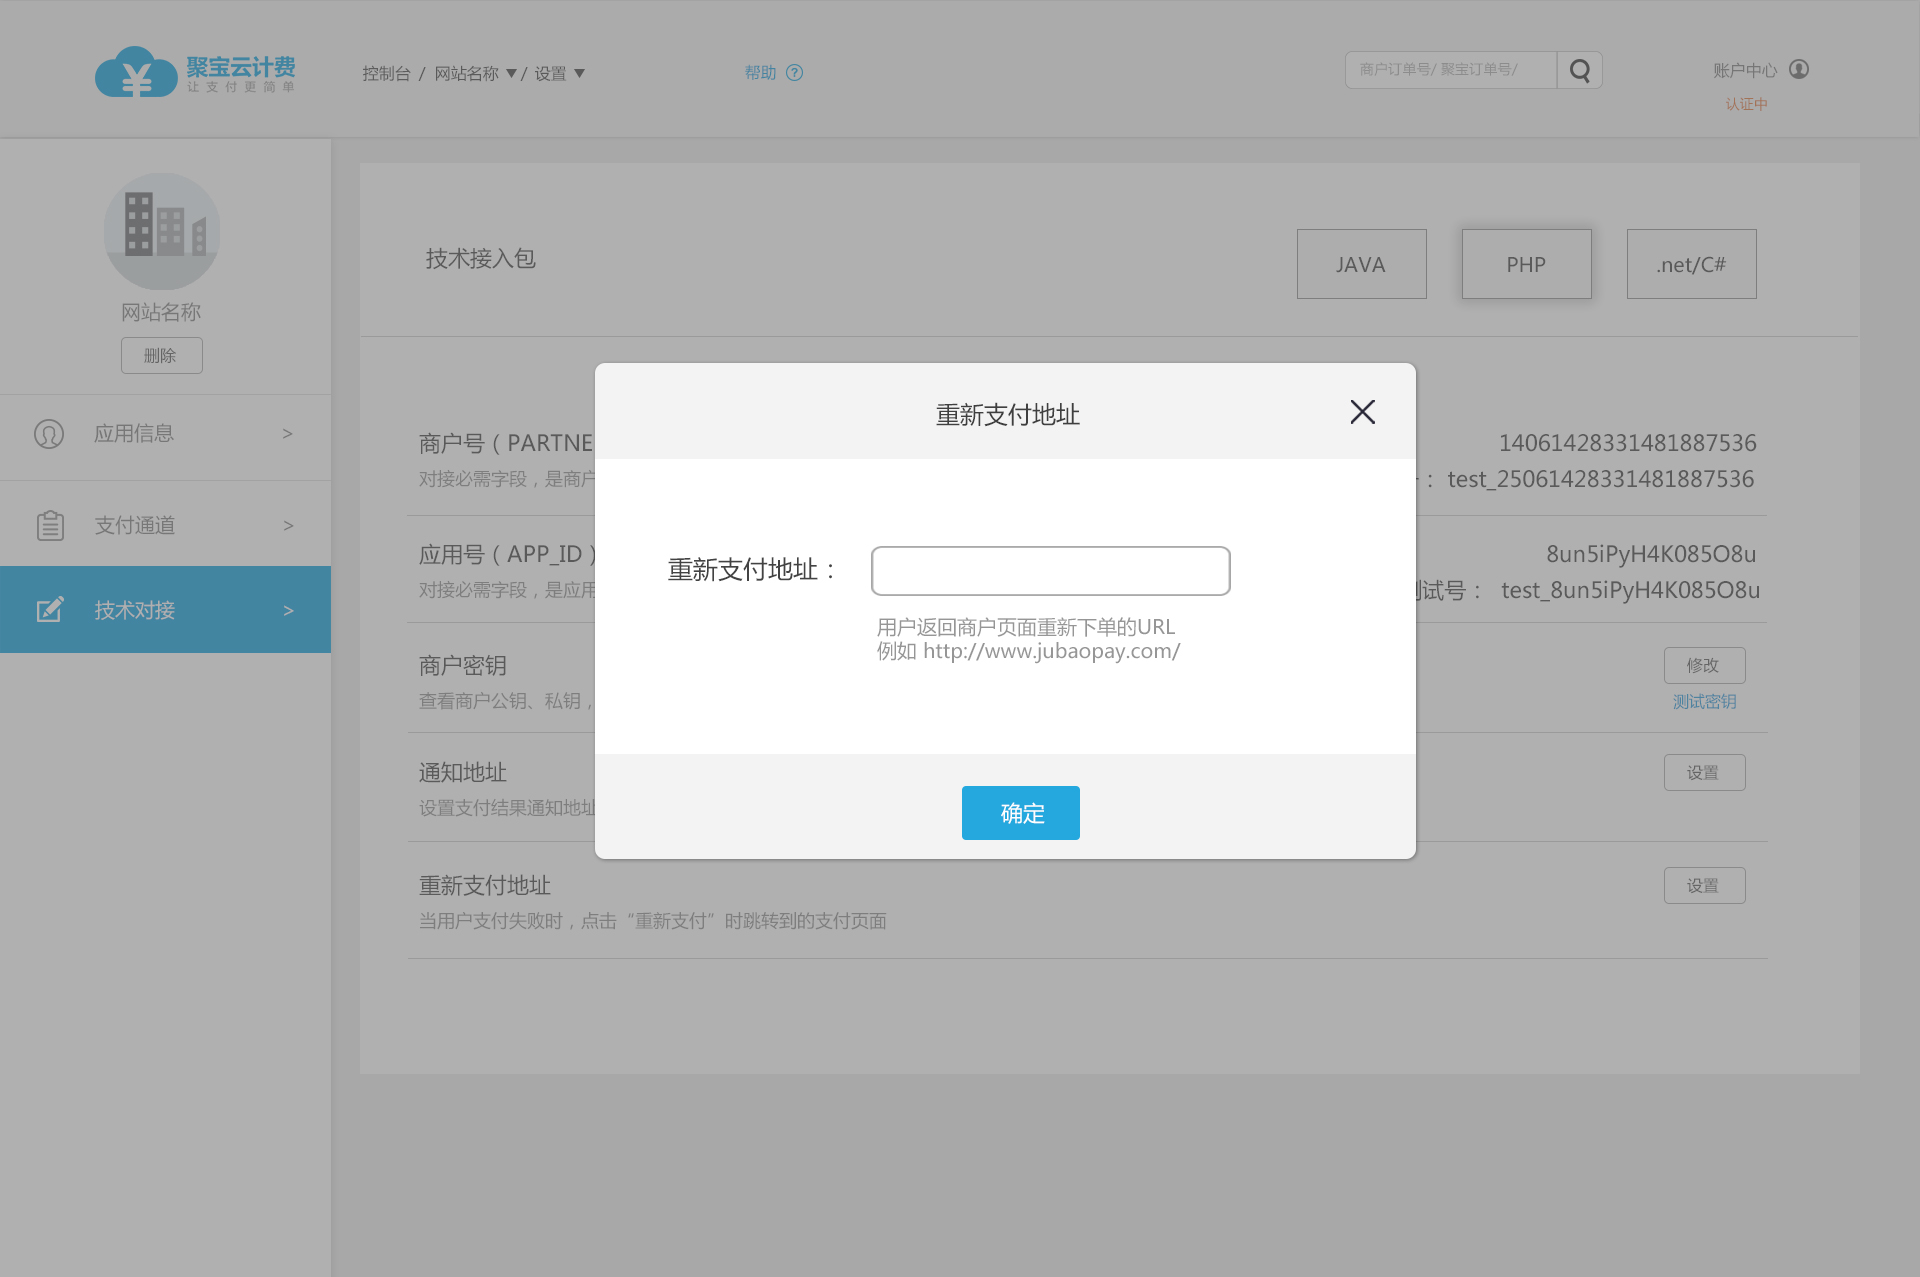 聚宝云计费
让支付更简单
控制台 / 网站名称 ▼ / 设置 ▼
帮助 ?
商户订单号/ 聚宝订单号/
账户中心
认证中
网站名称
删除
应用信息 >
支付通道 >
技术对接 >
技术接入包
JAVA
PHP
.net/C#
商户号 ( PARTNE
14061428331481887536
对接必需字段，是商户
： test_25061428331481887536
应用号 ( APP_ID )
8un5iPyH4K085O8u
对接必需字段，是应用
测试号： test_8un5iPyH4K085O8u
商户密钥
修改
查看商户公钥、私钥，
测试密钥
通知地址
设置
设置支付结果通知地址
重新支付地址
设置
当用户支付失败时，点击“重新支付”时跳转到的支付页面
重新支付地址
重新支付地址：
用户返回商户页面重新下单的URL
例如 http://www.jubaopay.com/
确定